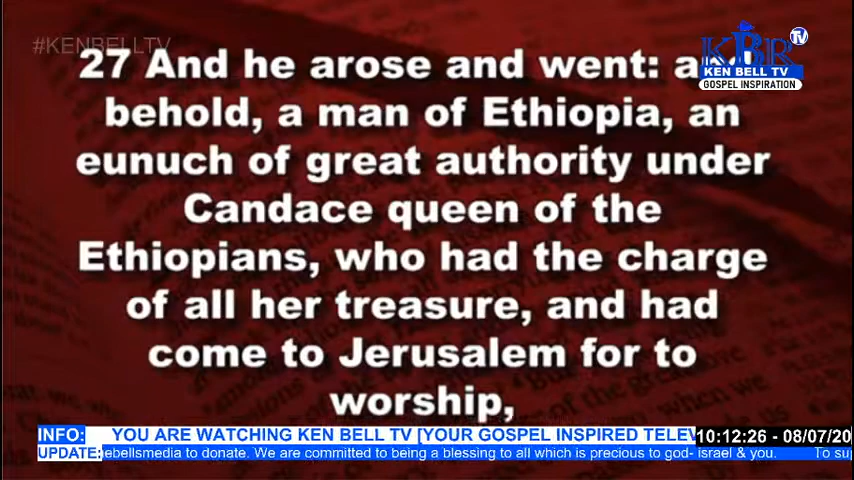 #KENBELLTV
KBR TV
KEN BELL TV
GOSPEL INSPIRATION
27 And he arose and went:
behold, a man of Ethiopia, an
eunuch of great authority under
Candace queen of the
Ethiopians, who had the charge
of all her treasure, and had
come to Jerusalem for to
worship,
INFO: YOU ARE WATCHING KEN BELL TV [YOUR GOSPEL INSPIRED 10:12:26 - 08/07/20
UPDATE; ebellsmedia to donate. We are committed to being a blessing to all which is precious to god- israel & you. To